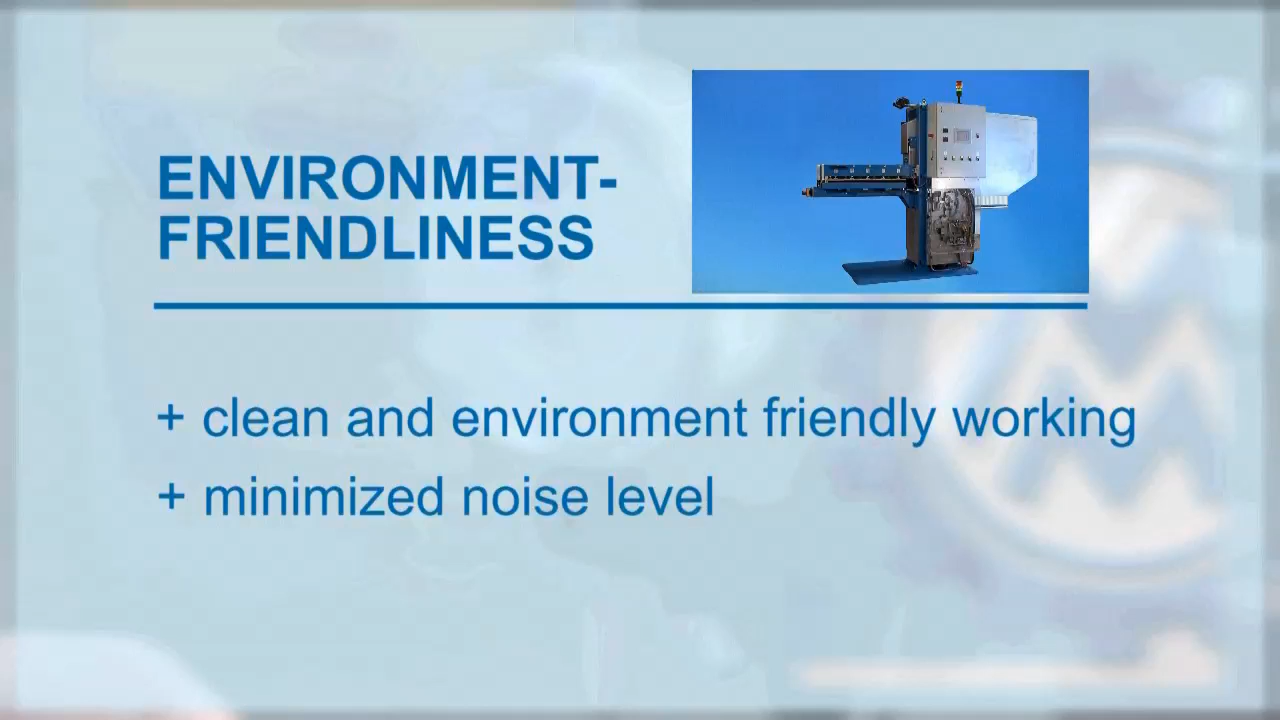 ENVIRONMENT-
FRIENDLINESS
+ clean and environment friendly working
+ minimized noise level